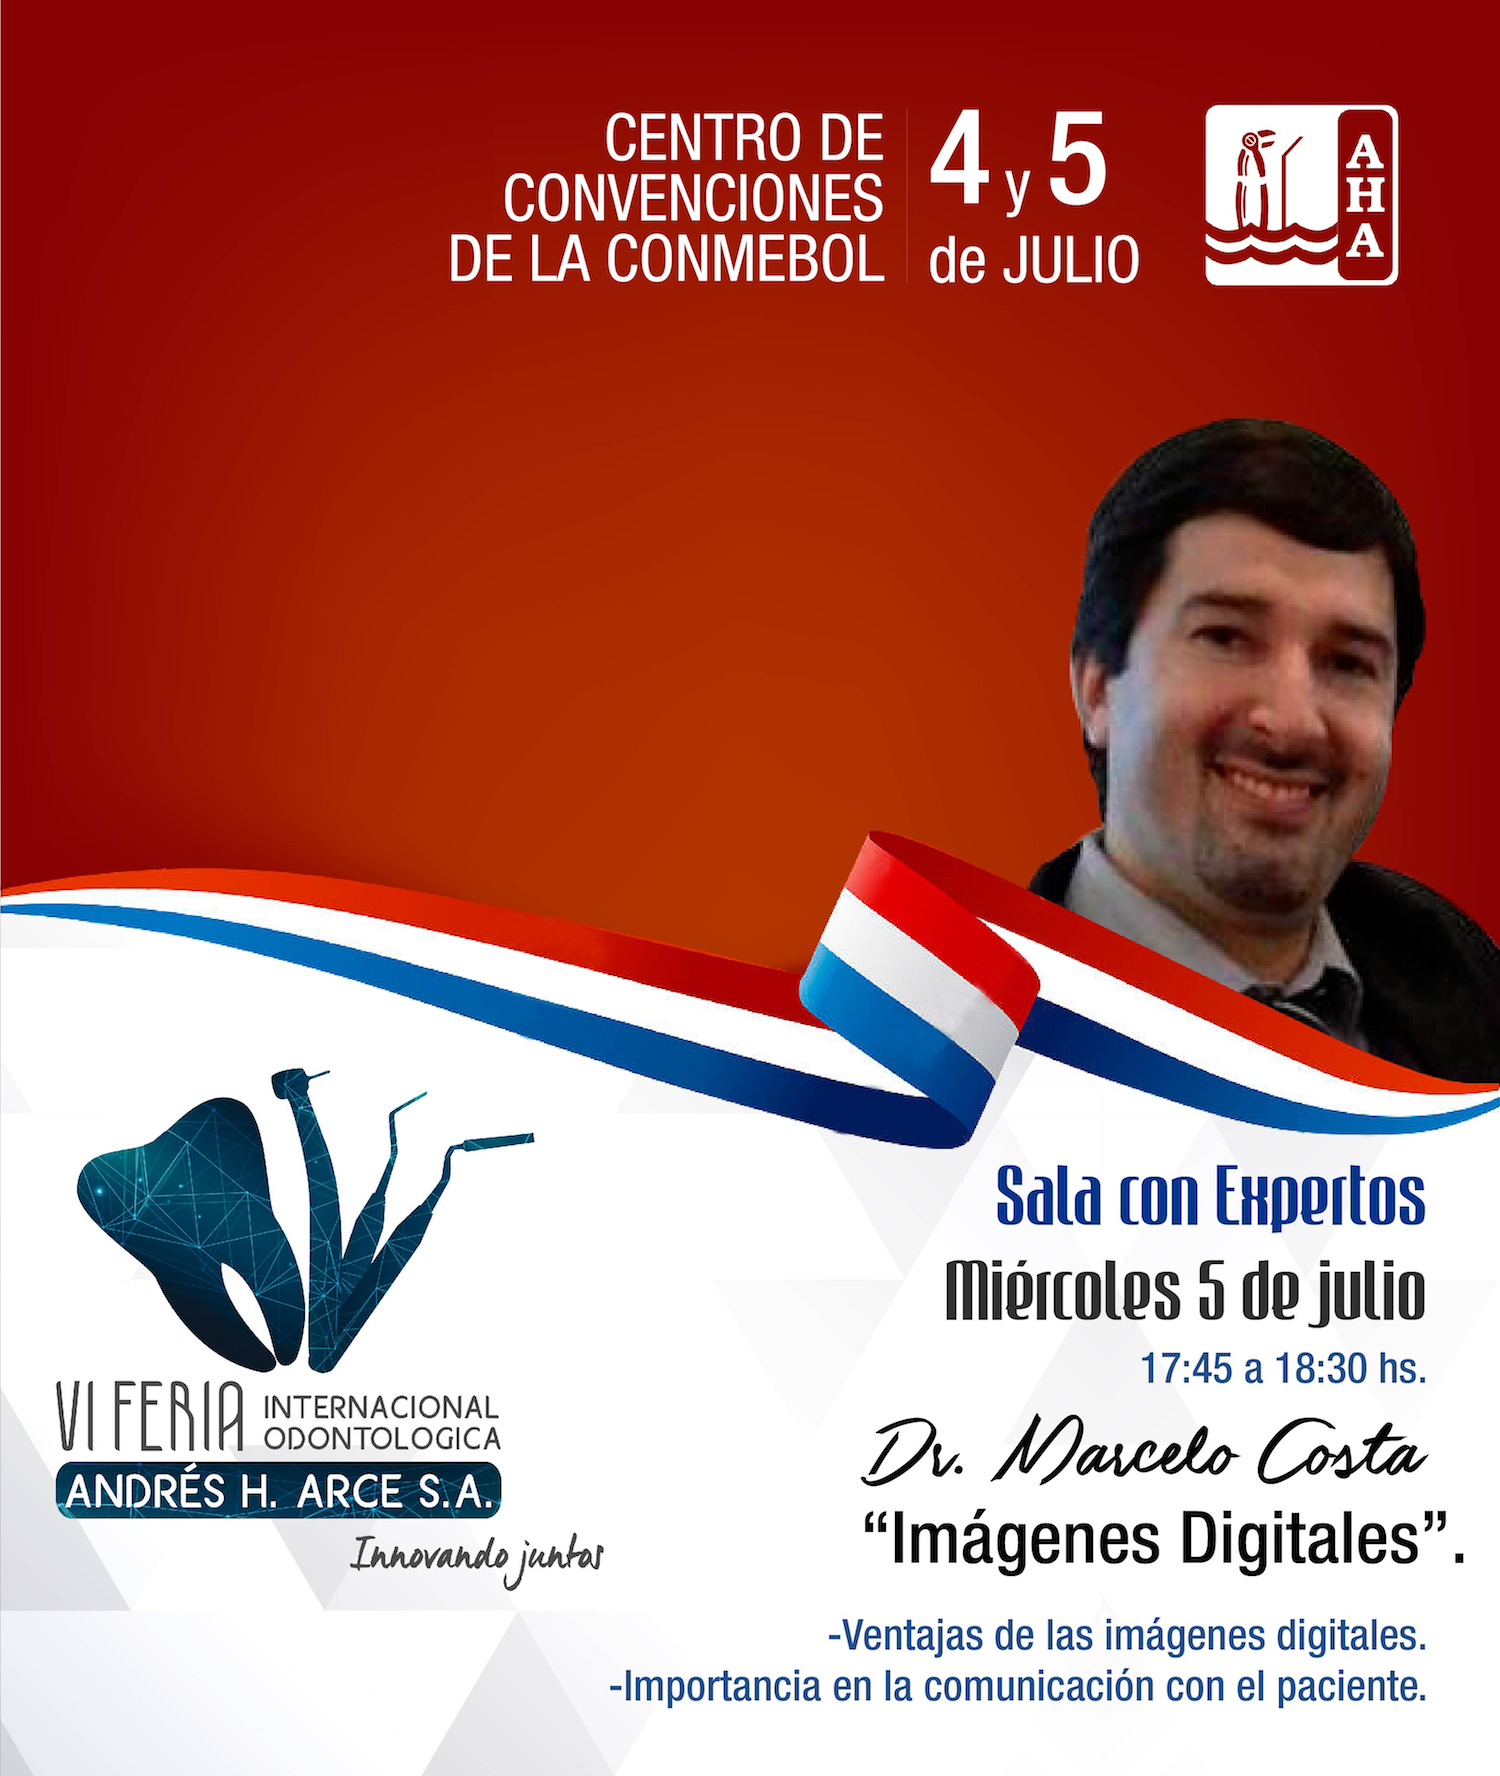 CENTRO DE
CONVENCIONES
DE LA CONMEBOL
4 y 5
de JULIO
AHA
Sala con Expertos
Miércoles 5 de julio
17:45 a 18:30 hs.
Dr. Marcelo Costa
“Imágenes Digitales”.
-Ventajas de las imágenes digitales.
-Importancia en la comunicación con el paciente.
VI FERIA INTERNACIONAL
ODONTOLOGICA
ANDRÉS H. ARCE S.A.
Innovando juntos